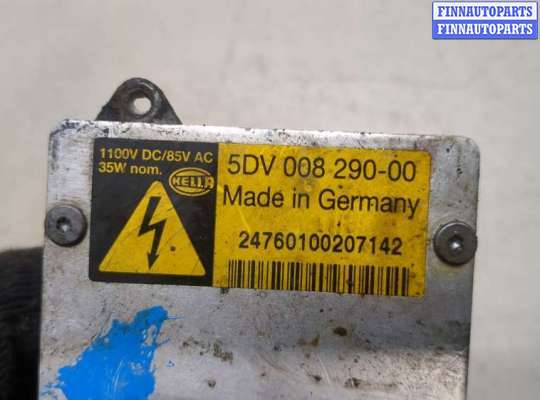 FINNAUTOPARTS
FINNAUTOPARTS
1100V DC/85V AC
35W nom.
HELLA
5DV 008 290-00
Made in Germany
24760100207142